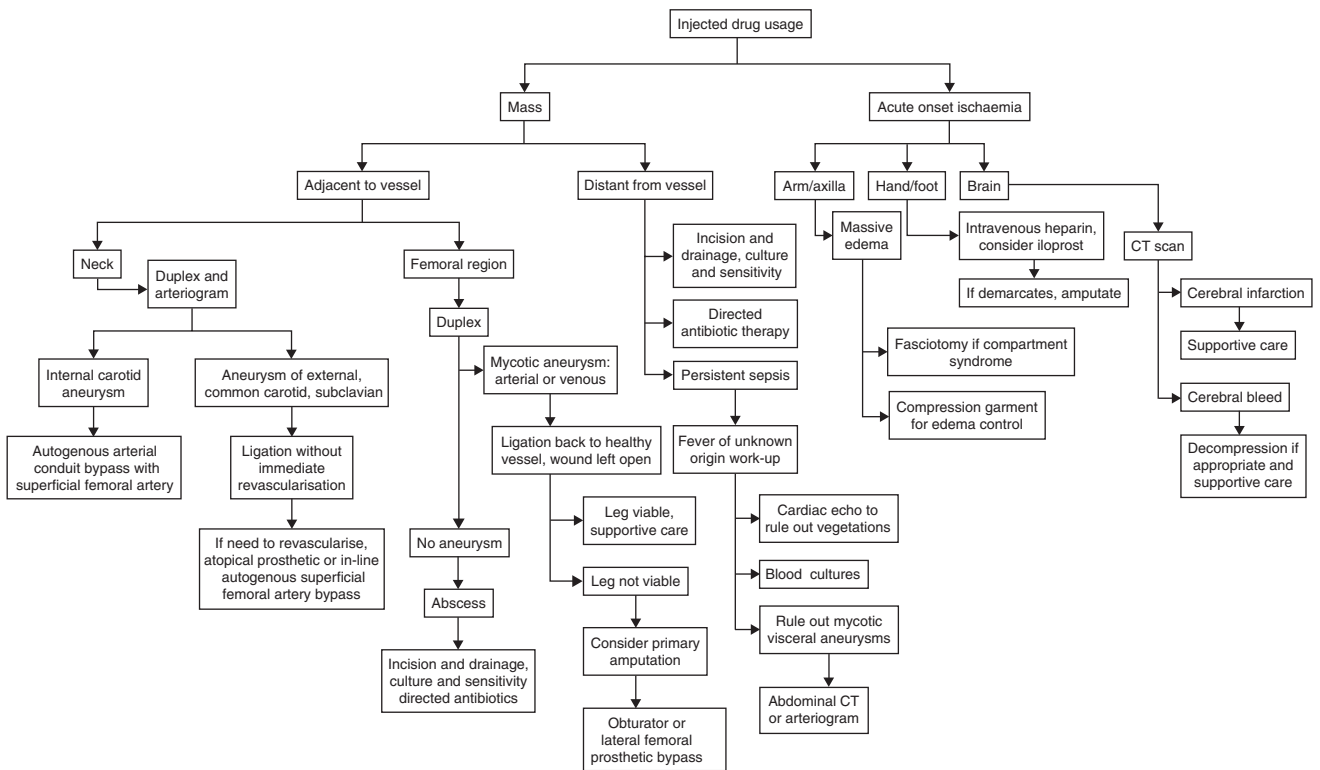 Injected drug usage
Mass
Acute onset ischaemia
Adjacent to vessel
Distant from vessel
Arm/axilla
Hand/foot
Brain
Neck
Duplex and
arteriogram
Femoral region
Incision and
drainage, culture
and sensitivity
Massive
edema
Intravenous heparin,
consider iloprost
CT scan
If demarcates, amputate
Cerebral infarction
Duplex
Directed
antibiotic therapy
Fasciotomy if compartment
syndrome
Supportive care
Internal carotid
aneurysm
Aneurysm of external,
common carotid, subclavian
Mycotic aneurysm:
arterial or venous
Persistent sepsis
Compression garment
for edema control
Cerebral bleed
Autogenous arterial
conduit bypass with
superficial femoral artery
Ligation without
immediate
revascularisation
Ligation back to healthy
vessel, wound left open
Fever of unknown
origin work-up
Decompression if
appropriate and
supportive care
Leg viable,
supportive care
Cardiac echo to
rule out vegetations
If need to revascularise,
atopical prosthetic or in-line
autogenous superficial
femoral artery bypass
No aneurysm
Leg not viable
Blood cultures
Abscess
Consider primary
amputation
Rule out mycotic
visceral aneurysms
Incision and drainage,
culture and sensitivity
directed antibiotics
Obturator or
lateral femoral
prosthetic bypass
Abdominal CT
or arteriogram